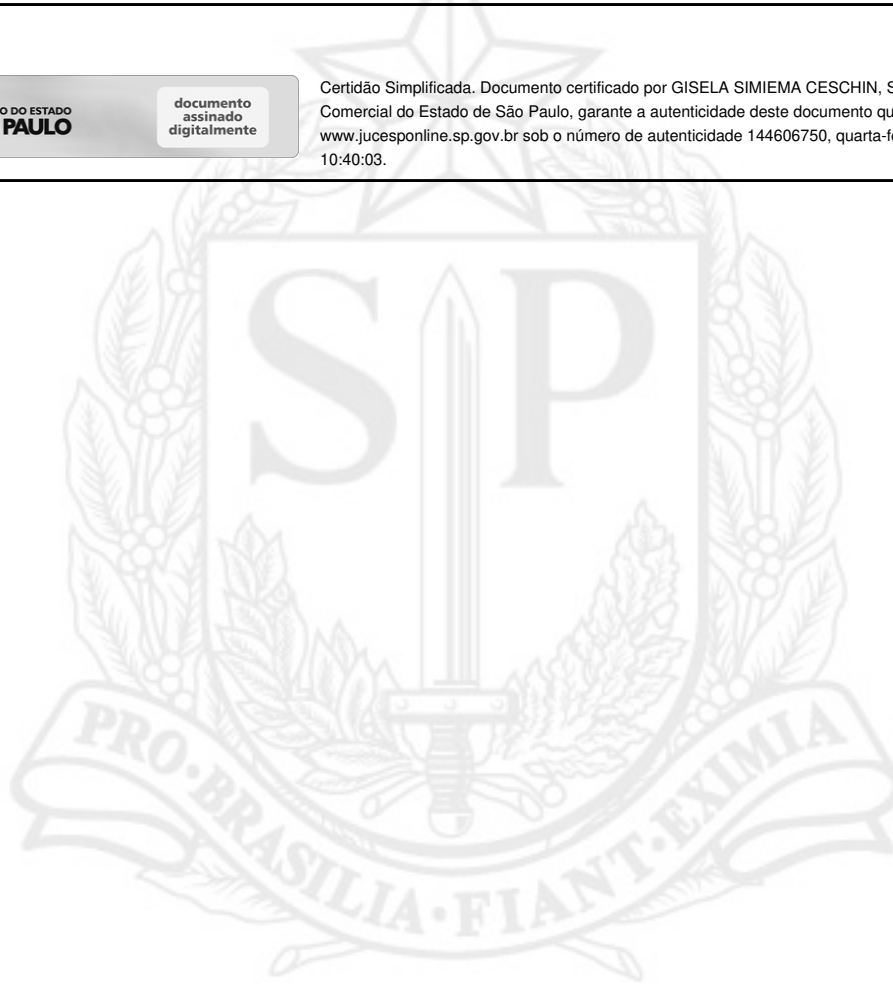 Certidão Simplificada. Documento certificado por GISELA SIMIEMA CESCHIN, S
Comercial do Estado de São Paulo, garante a autenticidade deste documento qu
www.jucesponline.sp.gov.br sob o número de autenticidade 144606750, quarta-fe
10:40:03.
O DO ESTADO
PAULO
documento
assinado
digitalmente
S P
PRO·BRASILIA·FIANT·EXIMIA